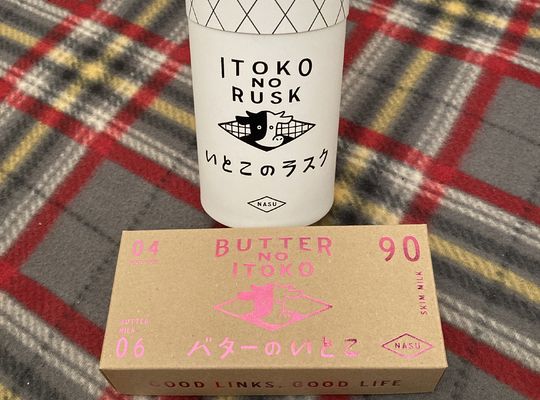 ITOKO
NO
RUSK
いとこのラスク
NASU
04
BUTTER
NO
ITOKO
90
SKIM MILK
BUTTER
MILK
06
バターのいとこ
NASU
GOOD LINKS, GOOD LIFE